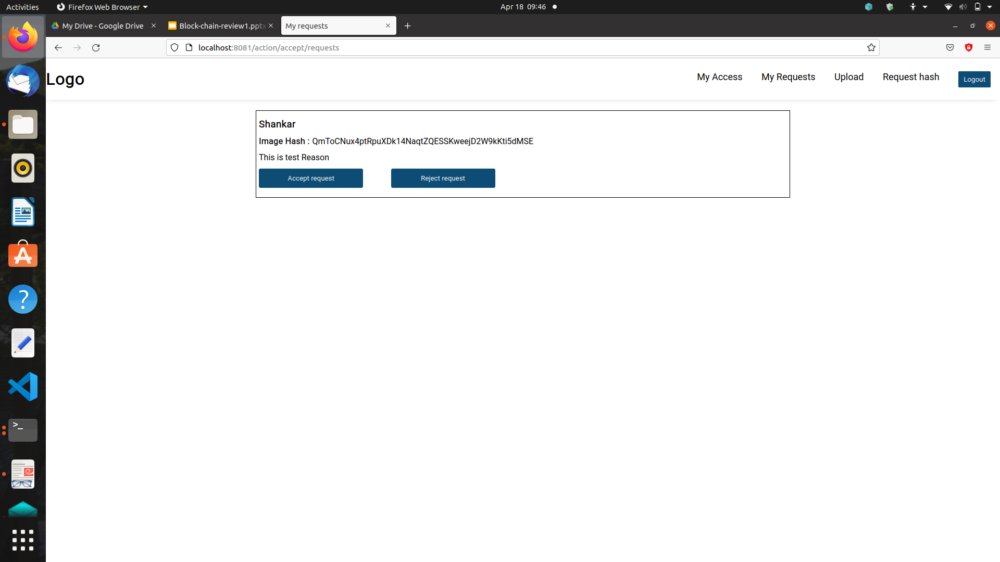 Activities
Firefox Web Browser
Apr 18 09:46
My Drive - Google Drive
Block-chain-review1.pptx
My requests
localhost:8081/action/accept/requests
Logo
My Access
My Requests
Upload
Request hash
Logout
Shankar
Image Hash : QmToCNux4ptRpuXDk14NaqtZQESSKweejD2W9kKti5dMSE
This is test Reason
Accept request
Reject request